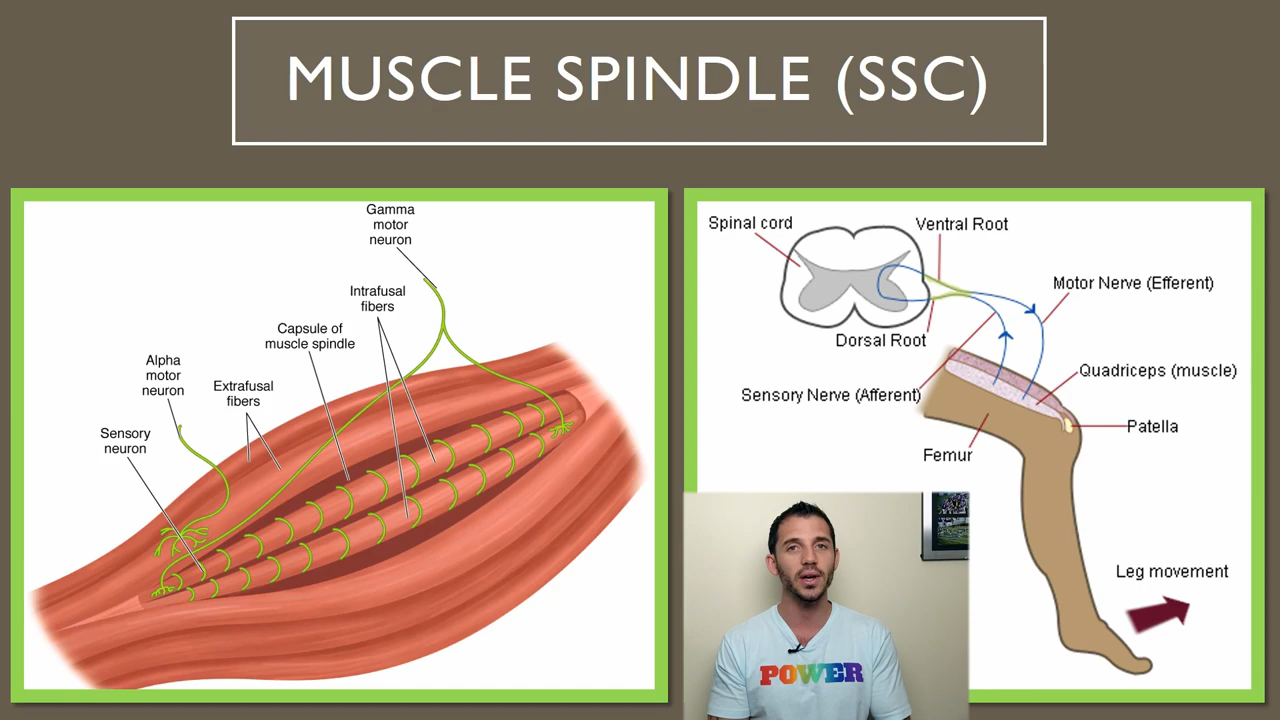 MUSCLE SPINDLE (SSC)
Gamma
motor
neuron
Intrafusal
fibers
Capsule of
muscle spindle
Alpha
motor
neuron
Extrafusal
fibers
Sensory
neuron
Spinal cord
Ventral Root
Motor Nerve (Efferent)
Dorsal Root
Quadriceps (muscle)
Sensory Nerve (Afferent)
Patella
Femur
Leg movement
POWER